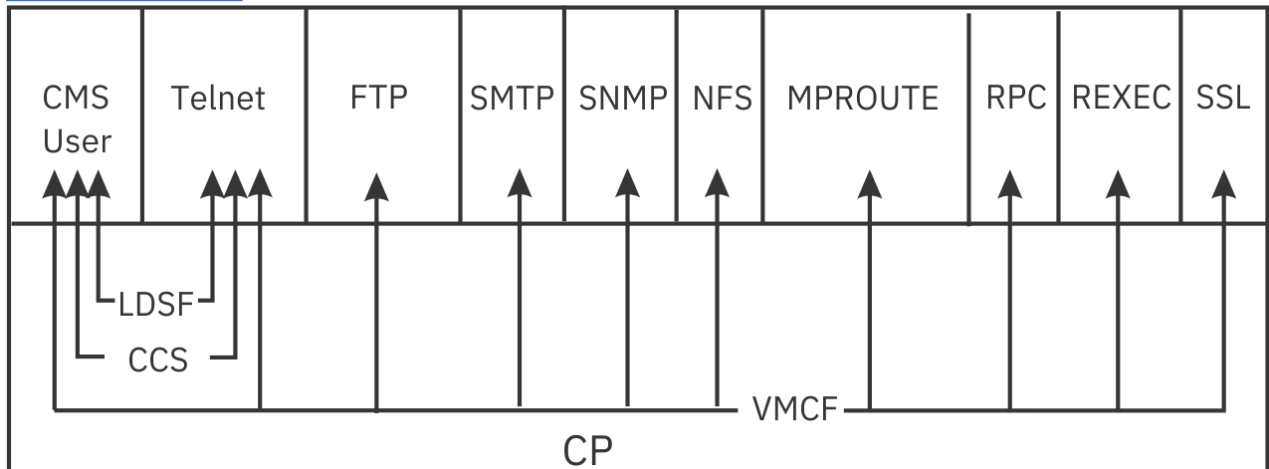 CMS
User
Telnet
FTP
SMTP
SNMP
NFS
MPROUTE
RPC
REXEC
SSL
LDSF
CCS
VMCF
CP